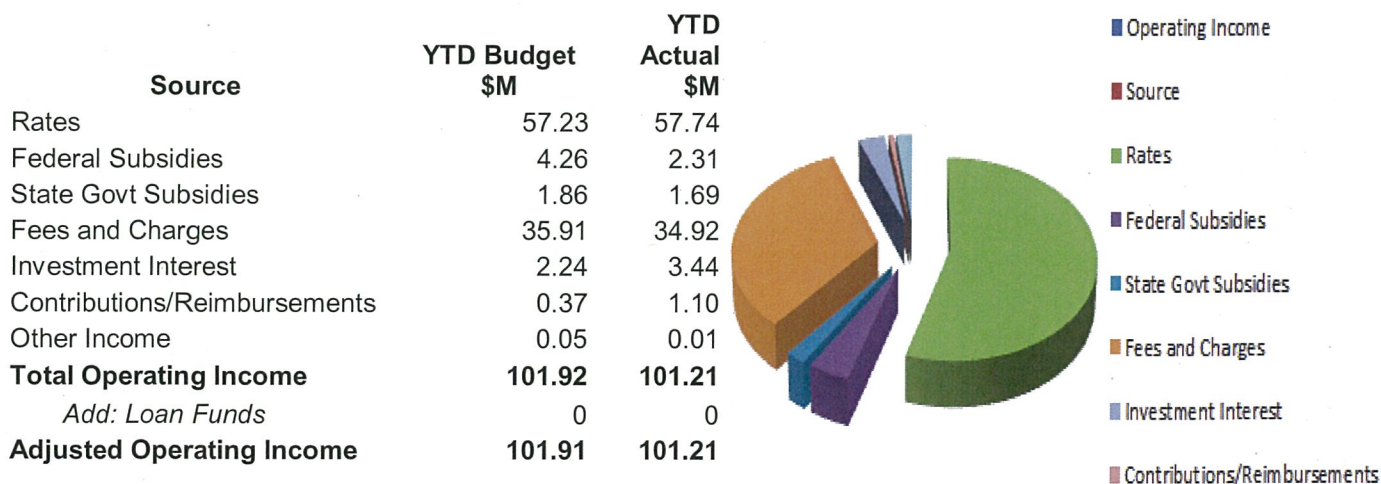 Source YTD Budget $M YTD Actual $M
Rates 57.23 57.74
Federal Subsidies 4.26 2.31
State Govt Subsidies 1.86 1.69
Fees and Charges 35.91 34.92
Investment Interest 2.24 3.44
Contributions/Reimbursements 0.37 1.10
Other Income 0.05 0.01
Total Operating Income 101.92 101.21
Add: Loan Funds 0 0
Adjusted Operating Income 101.91 101.21
Operating Income
Source
Rates
Federal Subsidies
State Govt Subsidies
Fees and Charges
Investment Interest
Contributions/Reimbursements